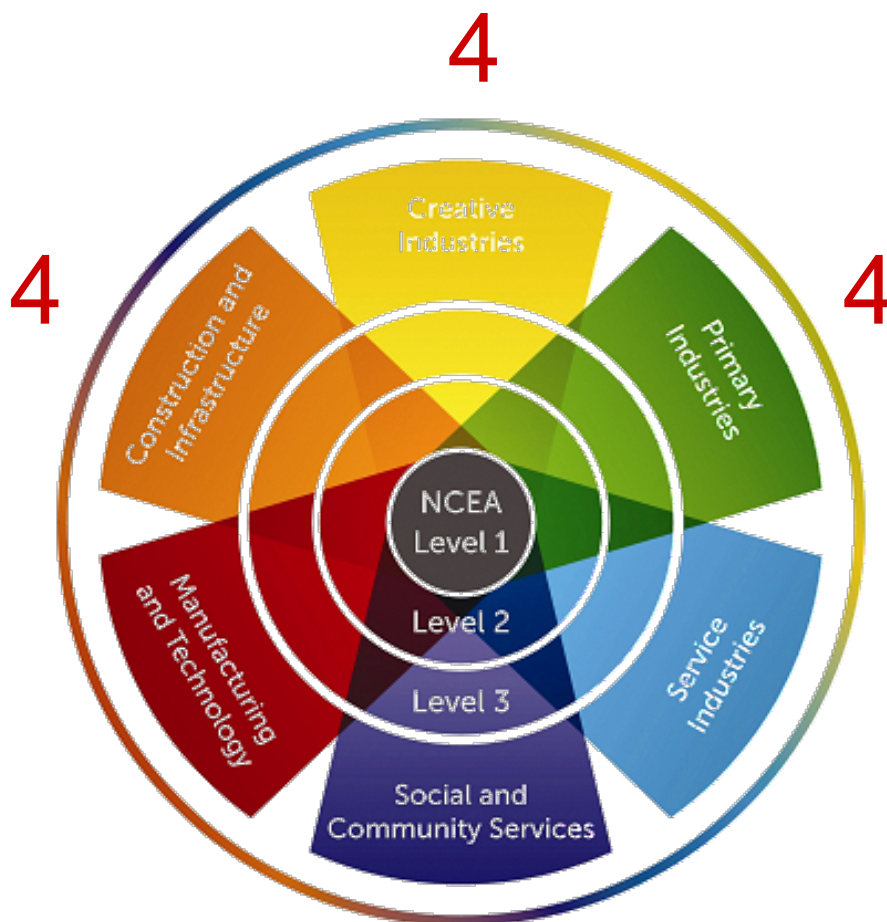 4
Creative
Industries
4
Construction and
Infrastructure
Primary
Industries
4
NCEA
Level 1
Level 2
Level 3
Manufacturing
and Technology
Service
Industries
Social and
Community Services